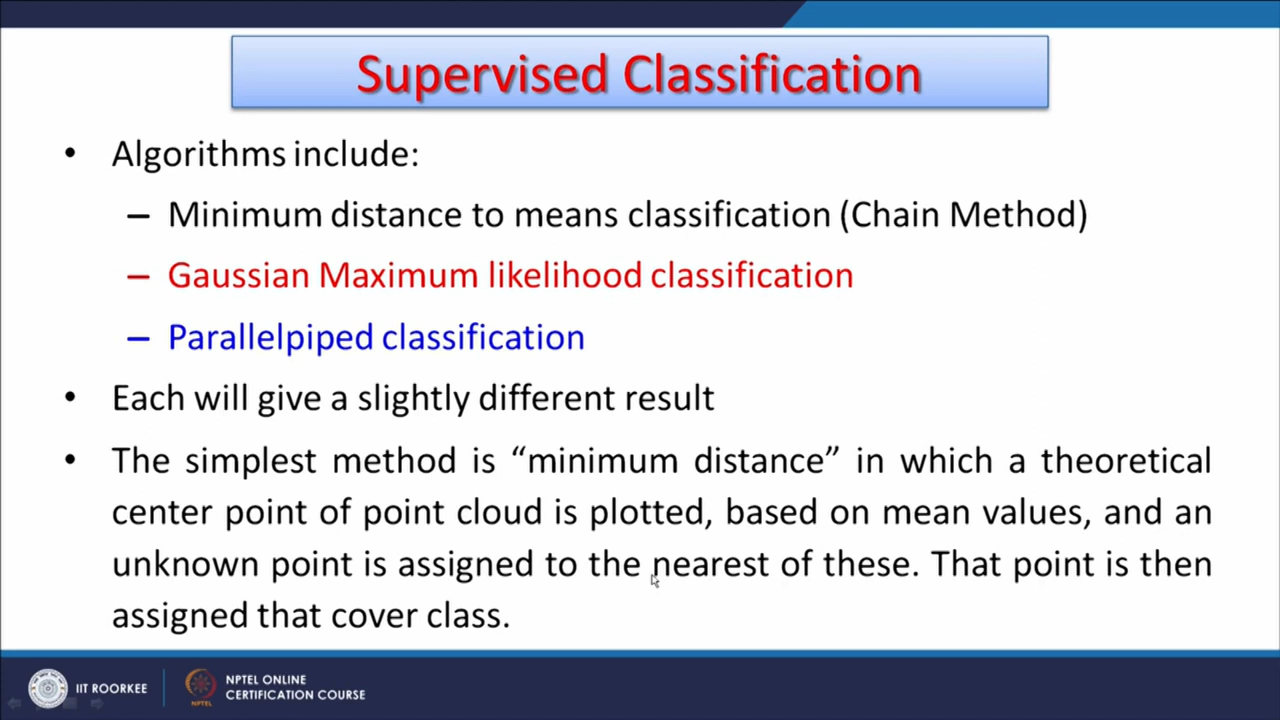 Supervised Classification
• Algorithms include:
– Minimum distance to means classification (Chain Method)
– Gaussian Maximum likelihood classification
– Parallelpiped classification
• Each will give a slightly different result
• The simplest method is “minimum distance” in which a theoretical
center point of point cloud is plotted, based on mean values, and an
unknown point is assigned to the nearest of these. That point is then
assigned that cover class.
IIT ROORKEE
NPTEL
NPTEL ONLINE
CERTIFICATION COURSE